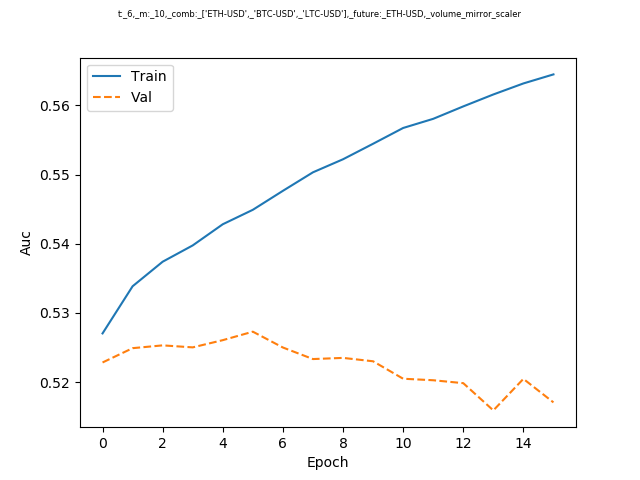 t:_6,_m:_10,_comb:_['ETH-USD',_'BTC-USD',_'LTC-USD'],_future:_ETH-USD,_volume_mirror_scaler
Train
Val
0.56
0.55
0.54
0.53
0.52
Auc
0 2 4 6 8 10 12 14
Epoch